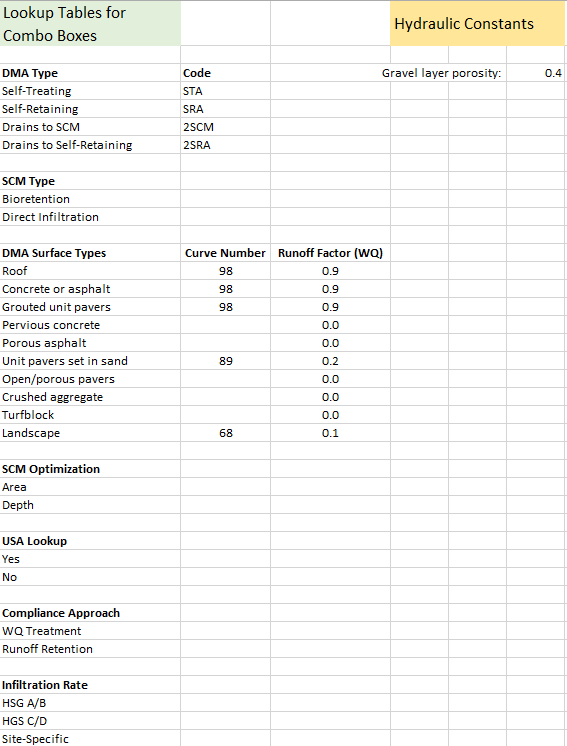 Lookup Tables for
Combo Boxes
Hydraulic Constants
DMA Type Code Gravel layer porosity: 0.4
Self-Treating STA
Self-Retaining SRA
Drains to SCM 2SCM
Drains to Self-Retaining 2SRA
SCM Type
Bioretention
Direct Infiltration
DMA Surface Types Curve Number Runoff Factor (WQ)
Roof 98 0.9
Concrete or asphalt 98 0.9
Grouted unit pavers 98 0.9
Pervious concrete 0.0
Porous asphalt 0.0
Unit pavers set in sand 89 0.2
Open/porous pavers 0.0
Crushed aggregate 0.0
Turfblock 0.0
Landscape 68 0.1
SCM Optimization
Area
Depth
USA Lookup
Yes
No
Compliance Approach
WQ Treatment
Runoff Retention
Infiltration Rate
HSG A/B
HGS C/D
Site-Specific